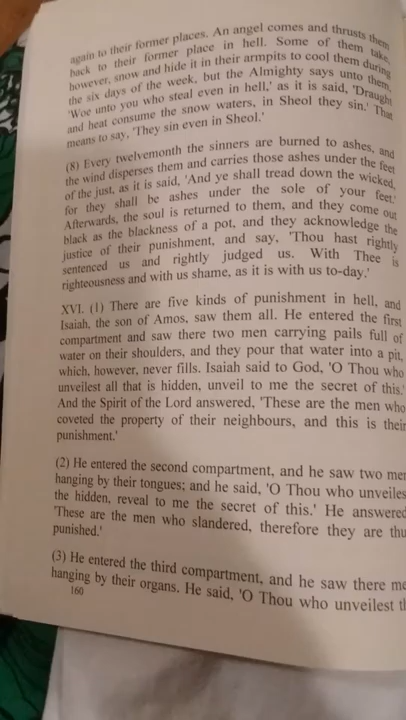 again to their former places. An angel comes and thrusts them
back to their former place in hell. Some of them take,
however, snow and hide it in their armpits to cool them during
the six days of the week, but the Almighty says unto them,
'Woe unto you who steal even in hell,' as it is said, 'Draught
and heat consume the snow waters, in Sheol they sin.' That
means to say, 'They sin even in Sheol.'
(8) Every twelvemonth the sinners are burned to ashes, and
the wind disperses them and carries those ashes under the feet
of the just, as it is said, 'And ye shall tread down the wicked,
for they shall be ashes under the sole of your feet.'
Afterwards, the soul is returned to them, and they come out
black as the blackness of a pot, and they acknowledge the
justice of their punishment, and say, 'Thou hast rightly
sentenced us and rightly judged us. With Thee is
righteousness and with us shame, as it is with us to-day.'
XVI. (1) There are five kinds of punishment in hell, and
Isaiah, the son of Amos, saw them all. He entered the first
compartment and saw there two men carrying pails full of
water on their shoulders, and they pour that water into a pit,
which, however, never fills. Isaiah said to God, 'O Thou who
unveilest all that is hidden, unveil to me the secret of this.'
And the Spirit of the Lord answered, 'These are the men who
coveted the property of their neighbours, and this is their
punishment.'
(2) He entered the second compartment, and he saw two men
hanging by their tongues; and he said, 'O Thou who unveiles
the hidden, reveal to me the secret of this.' He answered
'These are the men who slandered, therefore they are thu
punished.'
(3) He entered the third compartment, and he saw there me
hanging by their organs. He said, 'O Thou who unveilest t
160